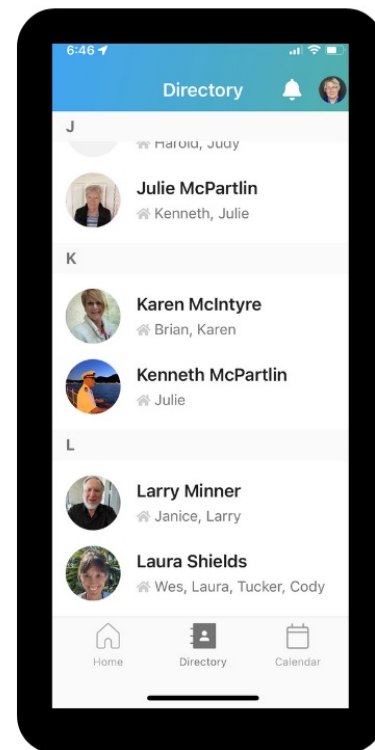 6:46
Directory
J
Harold, Judy
Julie McPartlin
Kenneth, Julie
K
Karen McIntyre
Brian, Karen
Kenneth McPartlin
Julie
L
Larry Minner
Janice, Larry
Laura Shields
Wes, Laura, Tucker, Cody
Home
Directory
Calendar